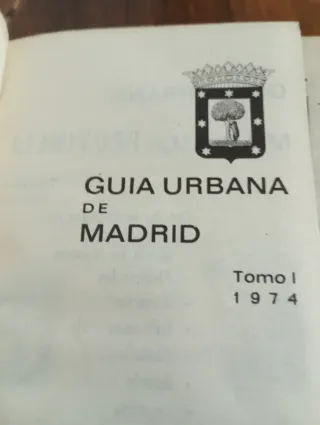 GUIA URBANA
DE
MADRID
Tomo I
1974